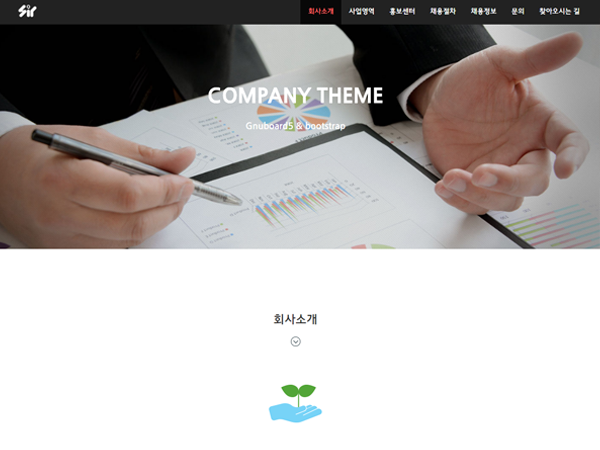 Sir
회사소개 사업영역 홍보센터 채용절차 채용정보 문의 찾아오시는 길
COMPANY THEME
Gnuboard5 & bootstrap
회사소개